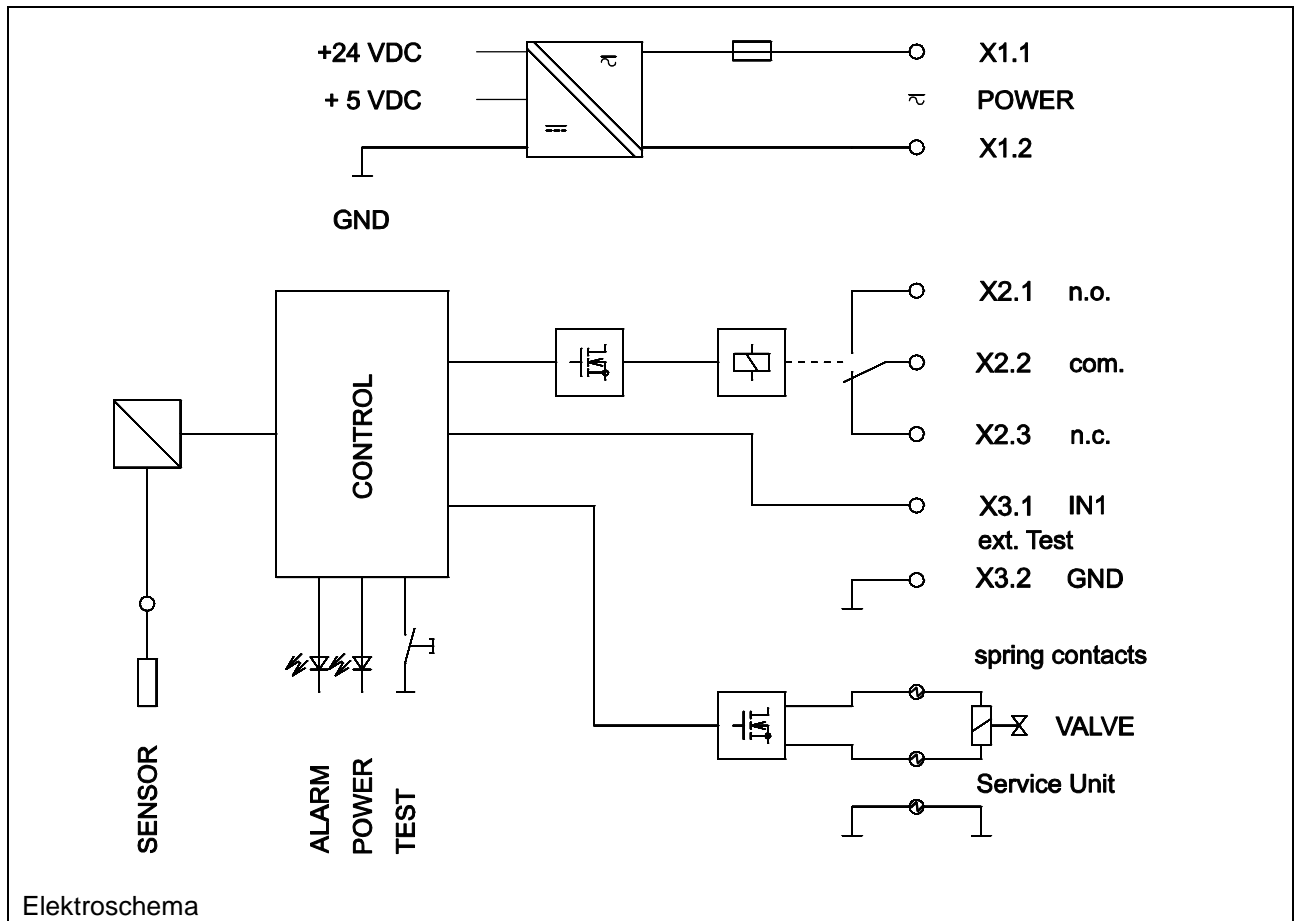 +24 VDC
X1.1
+ 5 VDC
POWER
X1.2
GND
X2.1 n.o.
X2.2 com.
X2.3 n.c.
CONTROL
X3.1 IN1
ext. Test
X3.2 GND
spring contacts
VALVE
Service Unit
SENSOR
ALARM
POWER
TEST
Elektroschema